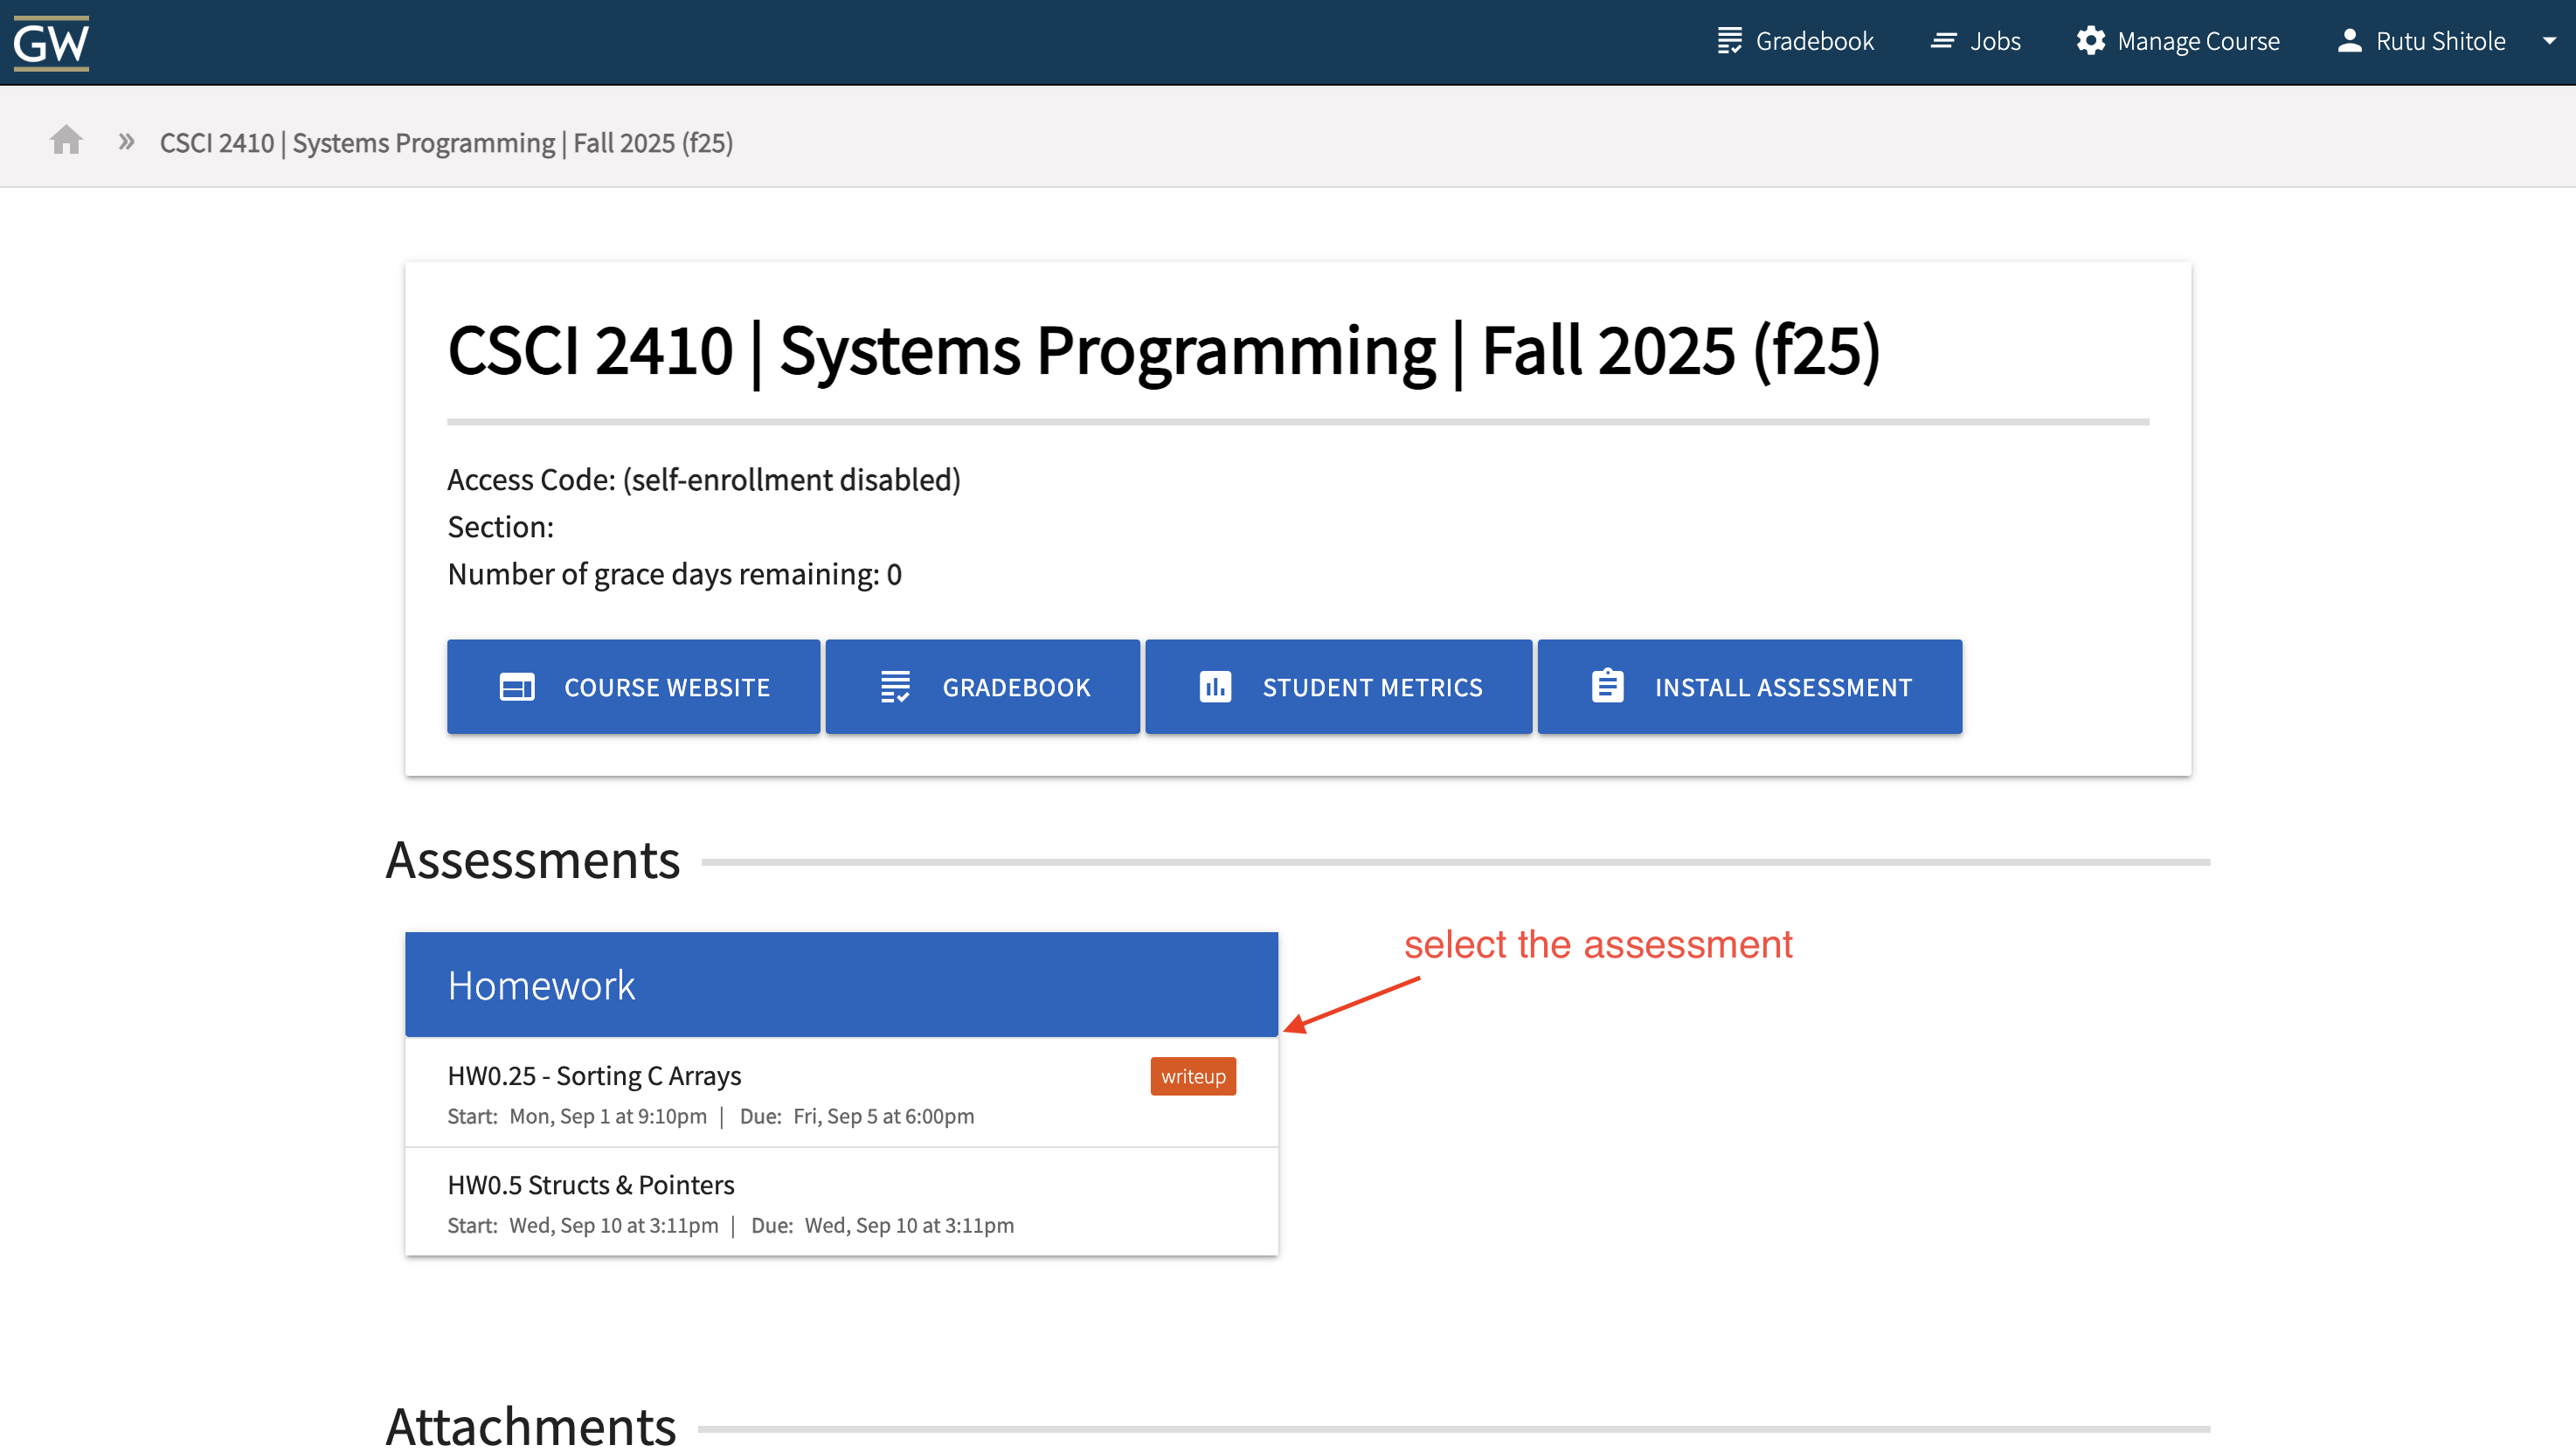 GW
Gradebook
Jobs
Manage Course
Rutu Shitole
» CSCI 2410 | Systems Programming | Fall 2025 (f25)
CSCI 2410 | Systems Programming | Fall 2025 (f25)
Access Code: (self-enrollment disabled)
Section:
Number of grace days remaining: 0
COURSE WEBSITE
GRADEBOOK
STUDENT METRICS
INSTALL ASSESSMENT
Assessments
select the assessment
Homework
HW0.25 - Sorting C Arrays
writeup
Start: Mon, Sep 1 at 9:10pm | Due: Fri, Sep 5 at 6:00pm
HW0.5 Structs & Pointers
Start: Wed, Sep 10 at 3:11pm | Due: Wed, Sep 10 at 3:11pm
Attachments